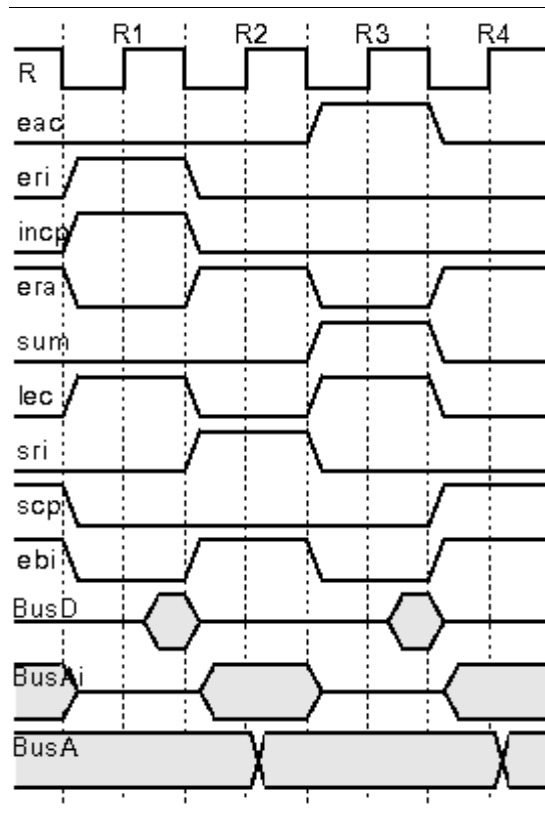 R1 R2 R3 R4
R
eac
eri
incp
era
sum
lec
sri
scp
ebi
BusD
BusAi
BusA